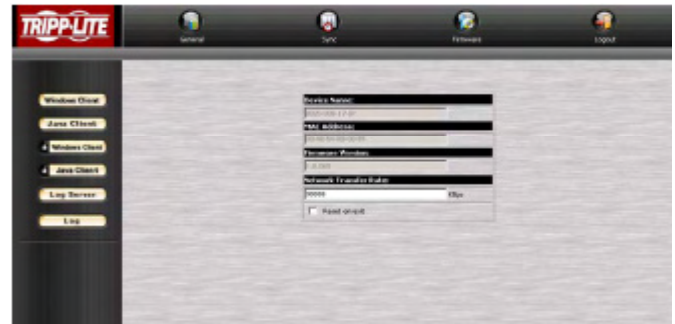 TRIPP·LITE
General
Sync
Firmware
Logout
Windows Client
Java Client
Windows Client
Java Client
Log Server
Log
Device Name:
MAC Address:
Firmware Version:
Network Transfer Rate:
99999
KBps
Reset on exit